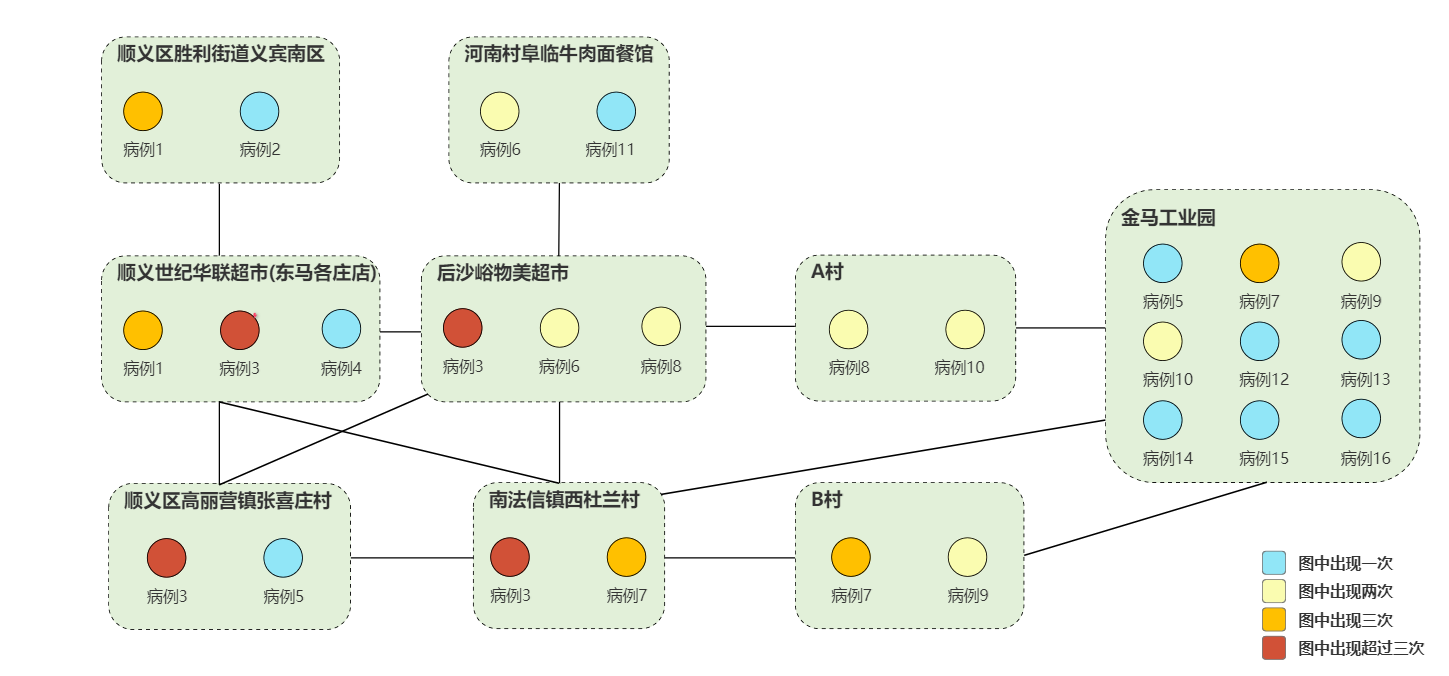 顺义区胜利街道义宾南区
病例1
病例2
河南村阜临牛肉面餐馆
病例6
病例11
顺义世纪华联超市(东马各庄店)
病例1
病例3
病例4
后沙峪物美超市
病例3
病例6
病例8
A村
病例8
病例10
金马工业园
病例5
病例7
病例9
病例10
病例12
病例13
病例14
病例15
病例16
顺义区高丽营镇张喜庄村
病例3
病例5
南法信镇西杜兰村
病例3
病例7
B村
病例7
病例9
图中出现一次
图中出现两次
图中出现三次
图中出现超过三次